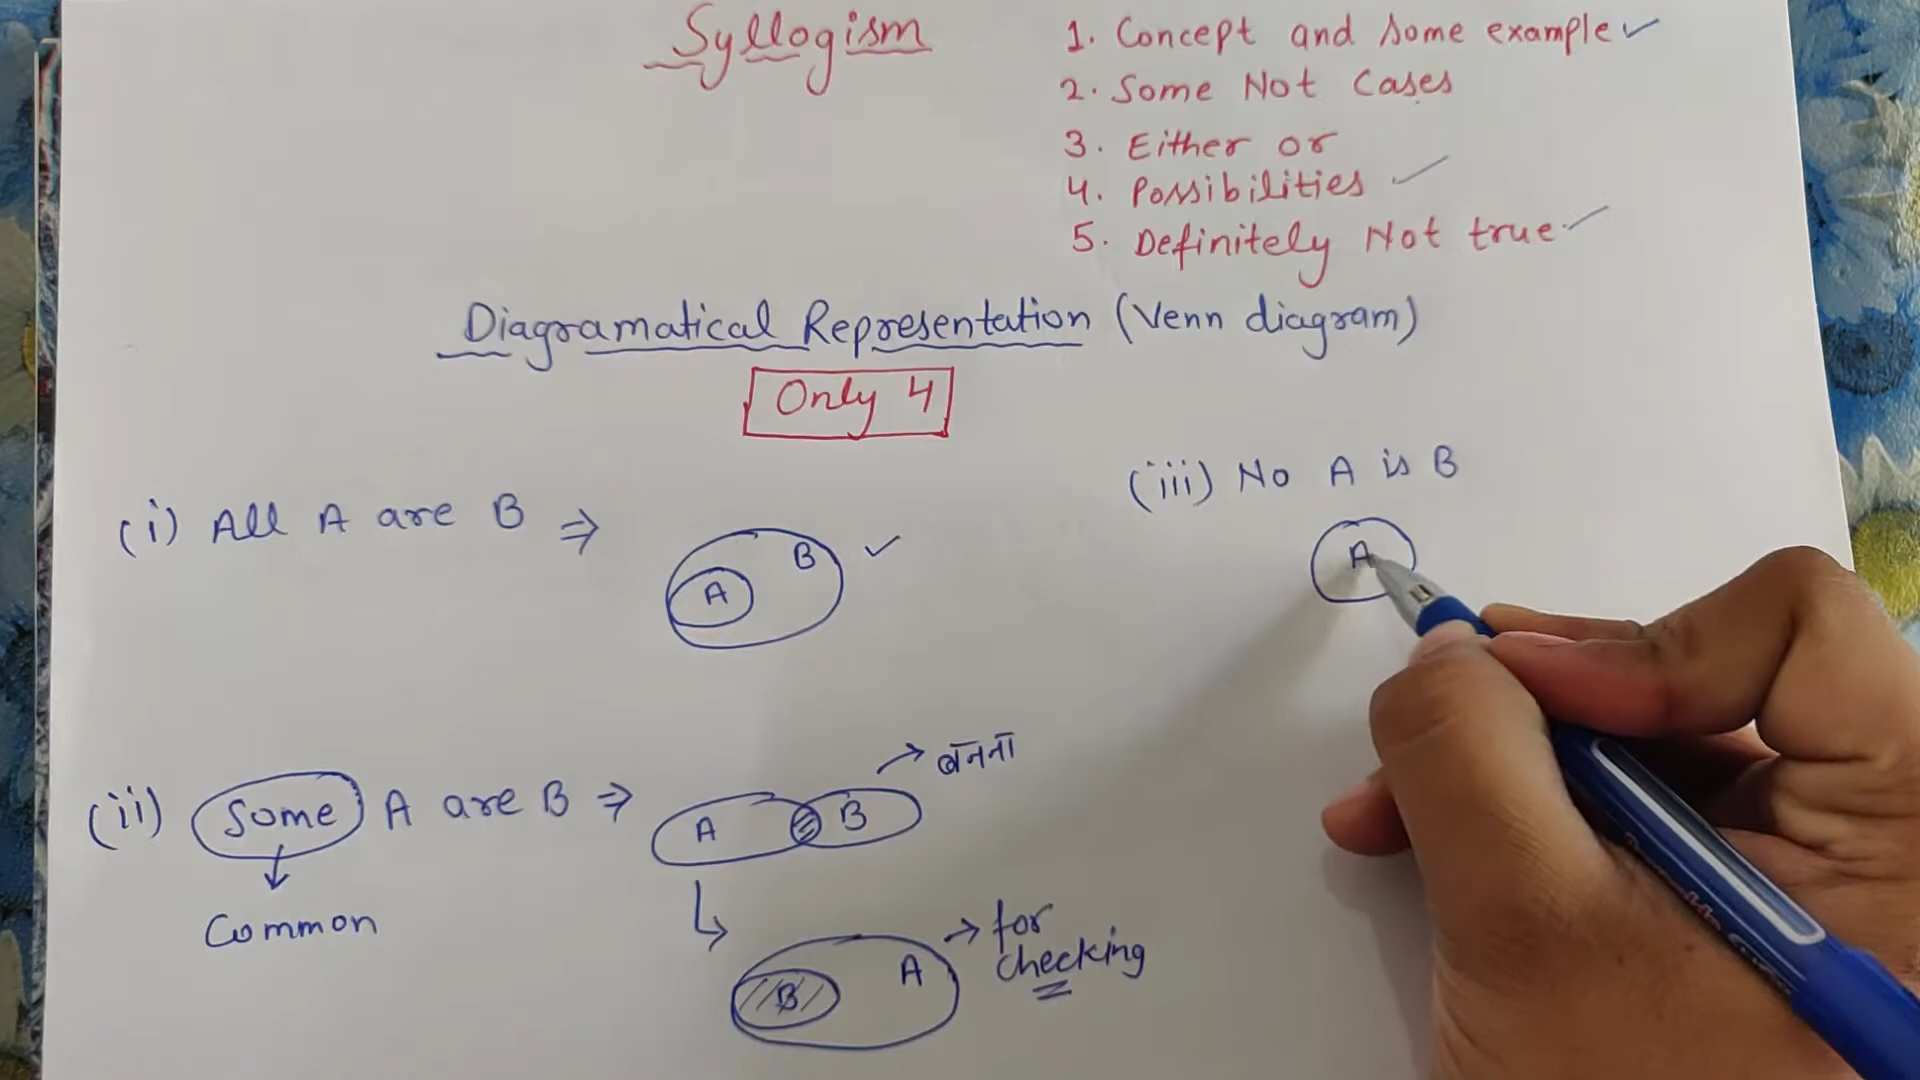 Syllogism
1. Concept and some example ✓
2. Some Not Cases
3. Either or
4. Possibilities ✓
5. Definitely Not true ✓
Diagramatical Representation (Venn diagram)
Only 4
(i) All A are B ⇒
B
A
✓
(ii) Some A are B ⇒
Common
A B
→ बनना
B A
→ for
checking
(iii) No A is B
A